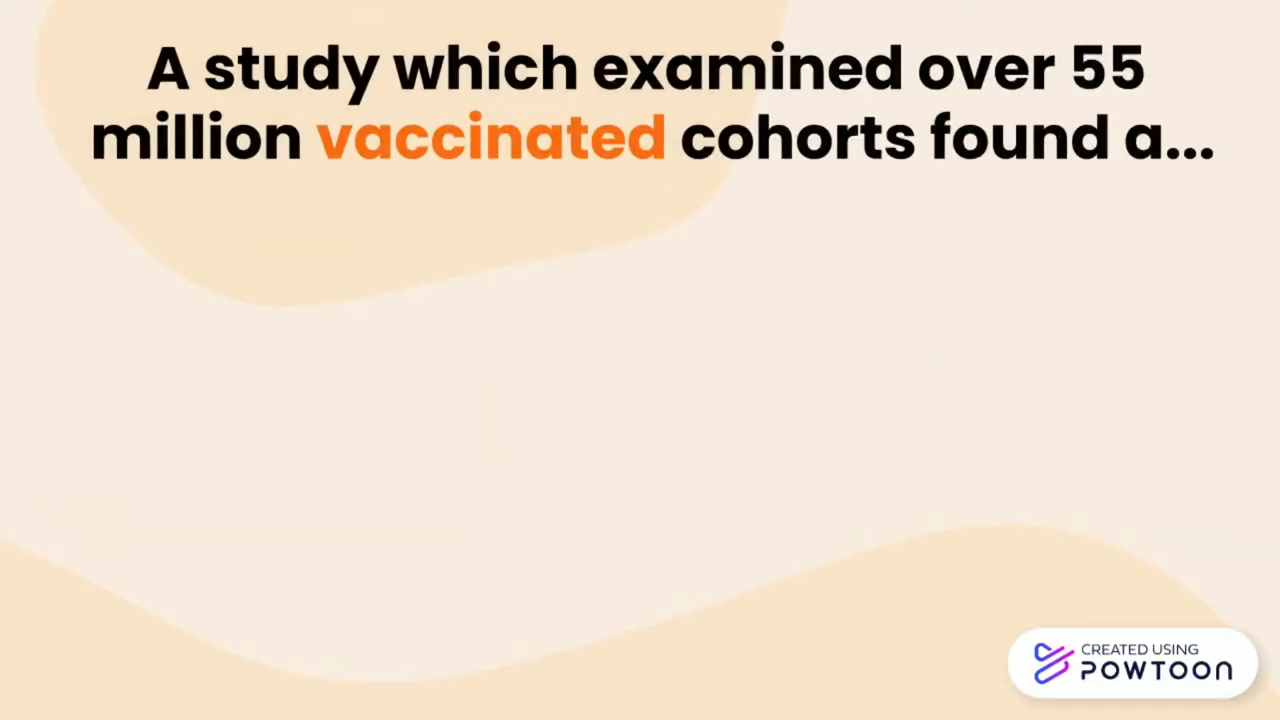 A study which examined over 55
million vaccinated cohorts found a...
CREATED USING
POWTOON